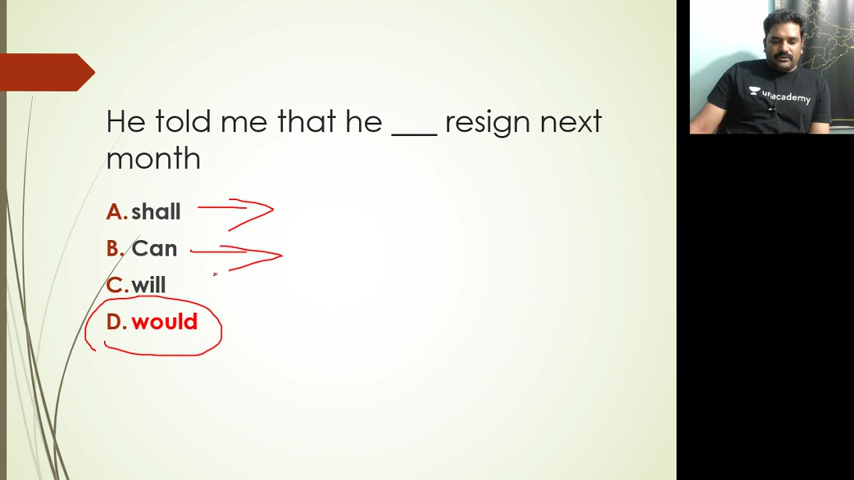 He told me that he ___ resign next
month
A. shall
B. Can
C. will
D. would
unacademy